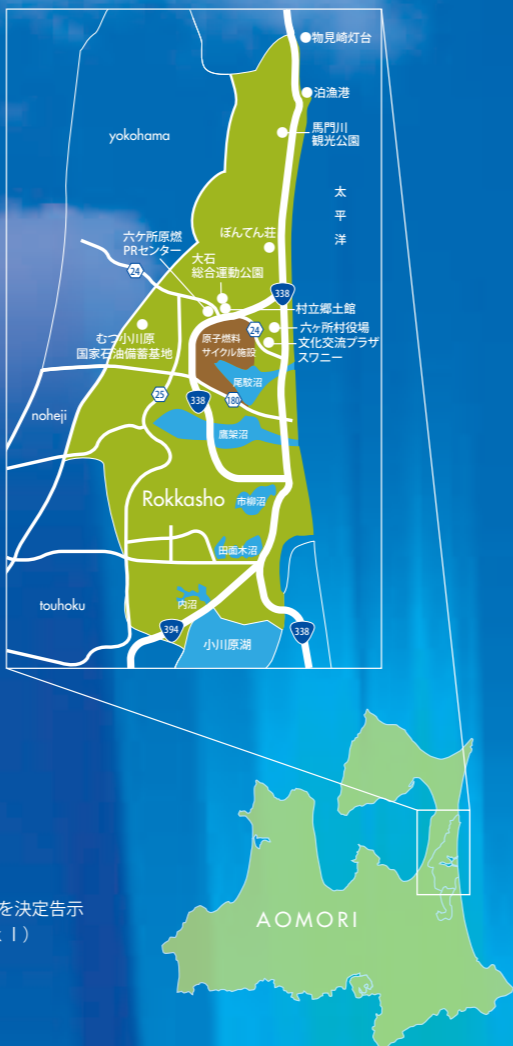 物見崎灯台
泊漁港
馬門川
観光公園
yokohama
太平洋
ぼんてん荘
六ケ所原燃
PRセンター
大石
総合運動公園
24
338
村立郷土館
六ヶ所村役場
文化交流プラザ
スワニー
24
原子燃料
サイクル施設
むつ小川原
国家石油備蓄基地
尾駮沼
25
338
180
noheji
鷹架沼
Rokkasho
市柳沼
田面木沼
touhoku
内沼
394
338
小川原湖
を決定告示
AOMORI